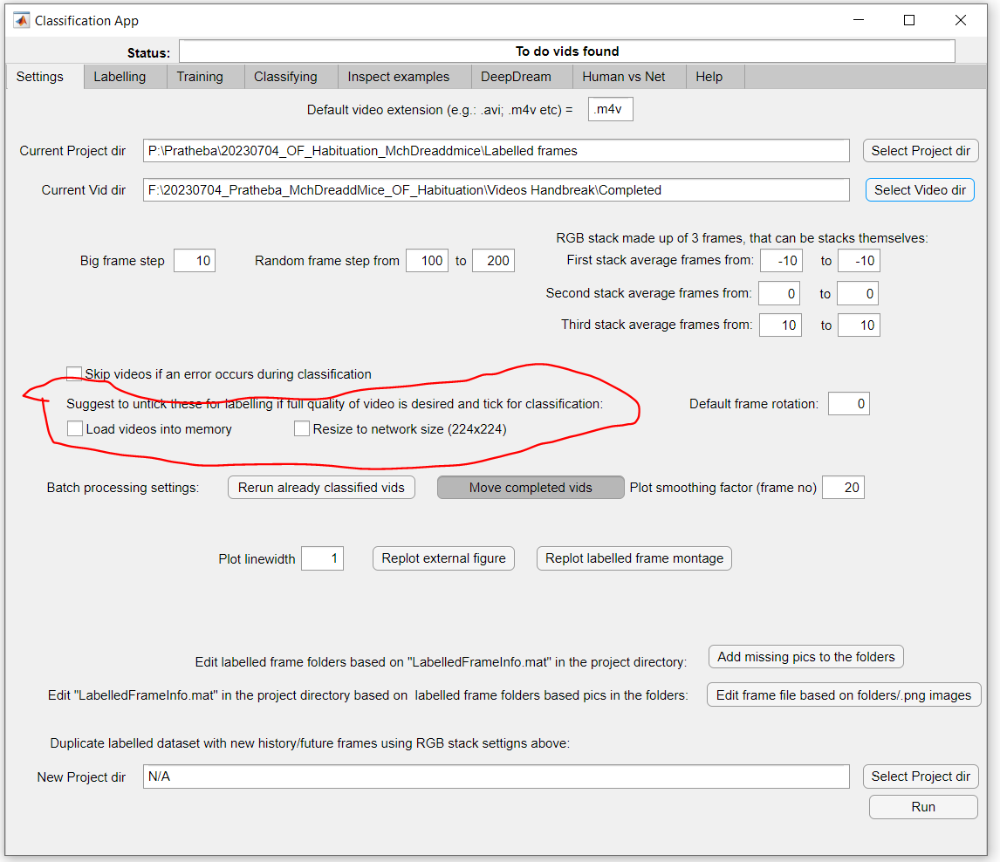 Classification App
Status: To do vids found
Settings Labelling Training Classifying Inspect examples DeepDream Human vs Net Help
Default video extension (e.g.: .avi; .m4v etc) = .m4v
Current Project dir P:\Pratheba\20230704_OF_Habituation_MchDreaddmice\Labelled frames Select Project dir
Current Vid dir F:\20230704_Pratheba_MchDreaddMice_OF_Habituation\Videos Handbreak\Completed Select Video dir
RGB stack made up of 3 frames, that can be stacks themselves:
Big frame step 10 Random frame step from 100 to 200 First stack average frames from: -10 to -10
Second stack average frames from: 0 to 0
Third stack average frames from: 10 to 10
Skip videos if an error occurs during classification
Suggest to untick these for labelling if full quality of video is desired and tick for classification: Default frame rotation: 0
Load videos into memory Resize to network size (224x224)
Batch processing settings: Rerun already classified vids Move completed vids Plot smoothing factor (frame no) 20
Plot linewidth 1 Replot external figure Replot labelled frame montage
Edit labelled frame folders based on "LabelledFrameInfo.mat" in the project directory: Add missing pics to the folders
Edit "LabelledFrameInfo.mat" in the project directory based on  labelled frame folders based pics in the folders: Edit frame file based on folders/.png images
Duplicate labelled dataset with new history/future frames using RGB stack settigns above:
New Project dir N/A Select Project dir
Run